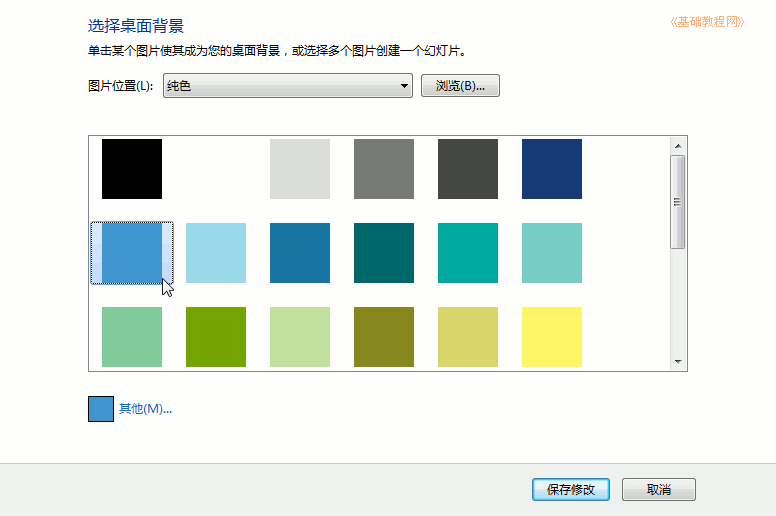 选择桌面背景
《基础教程网》
单击某个图片使其成为您的桌面背景，或选择多个图片创建一个幻灯片。
图片位置(L):
纯色
浏览(B)...
其他(M)...
保存修改
取消